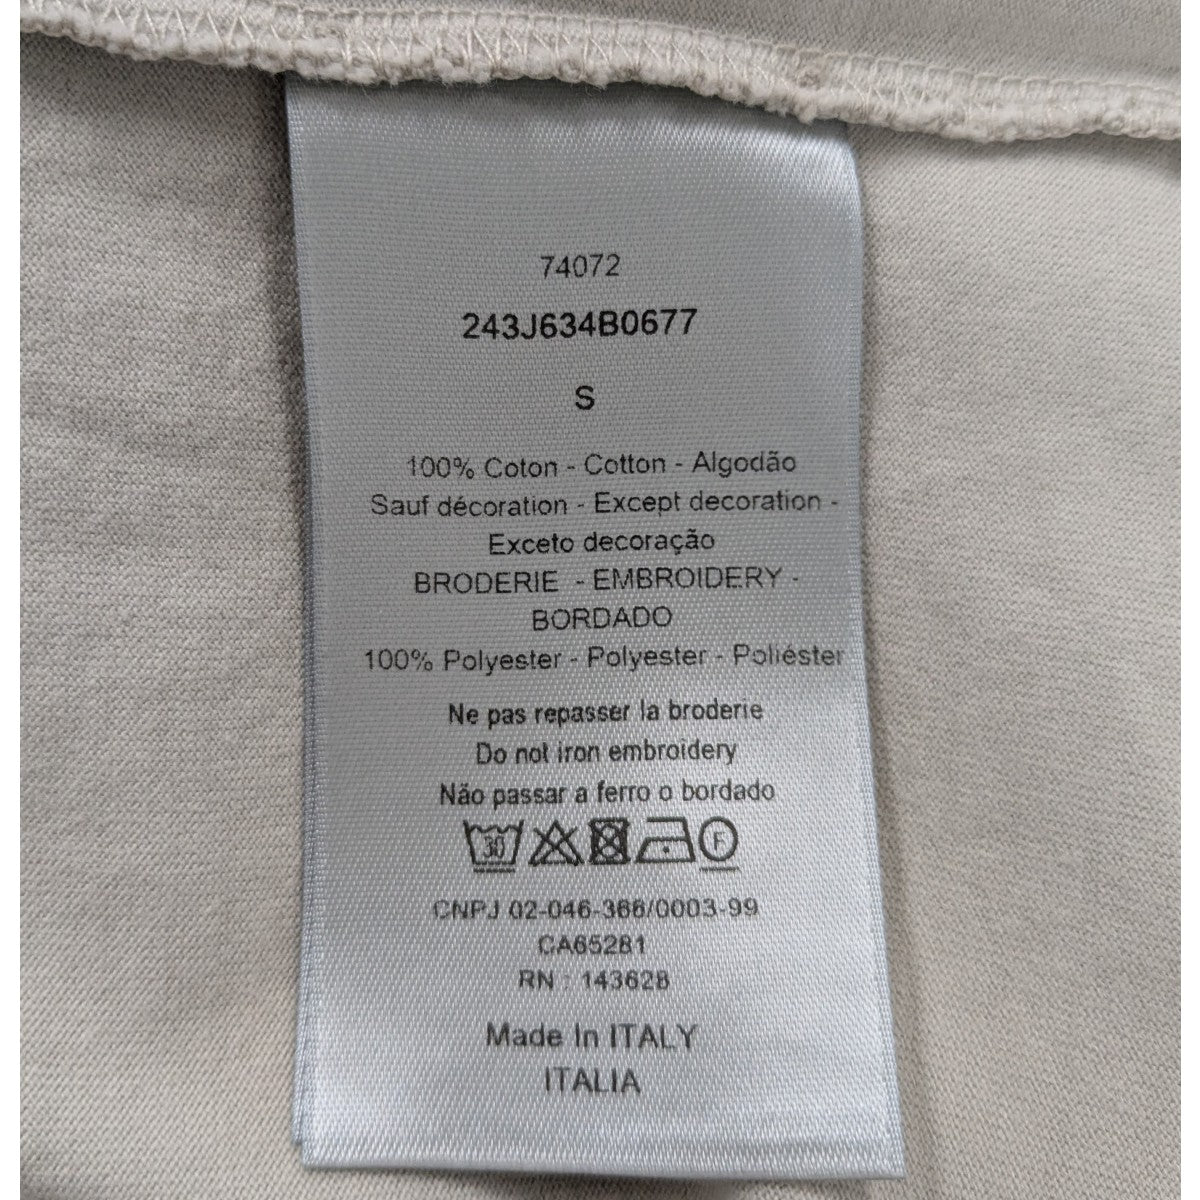 74072
243J634B0677
S
100% Coton - Cotton - Algodão
Sauf décoration - Except decoration -
Exceto decoração
BRODERIE - EMBROIDERY -
BORDADO
100% Polyester - Polyester - Poliéster
Ne pas repasser la broderie
Do not iron embroidery
Não passar a ferro o bordado
30 F
CNPJ 02-046-366/0003-99
CA65281
RN : 143628
Made In ITALY
ITALIA